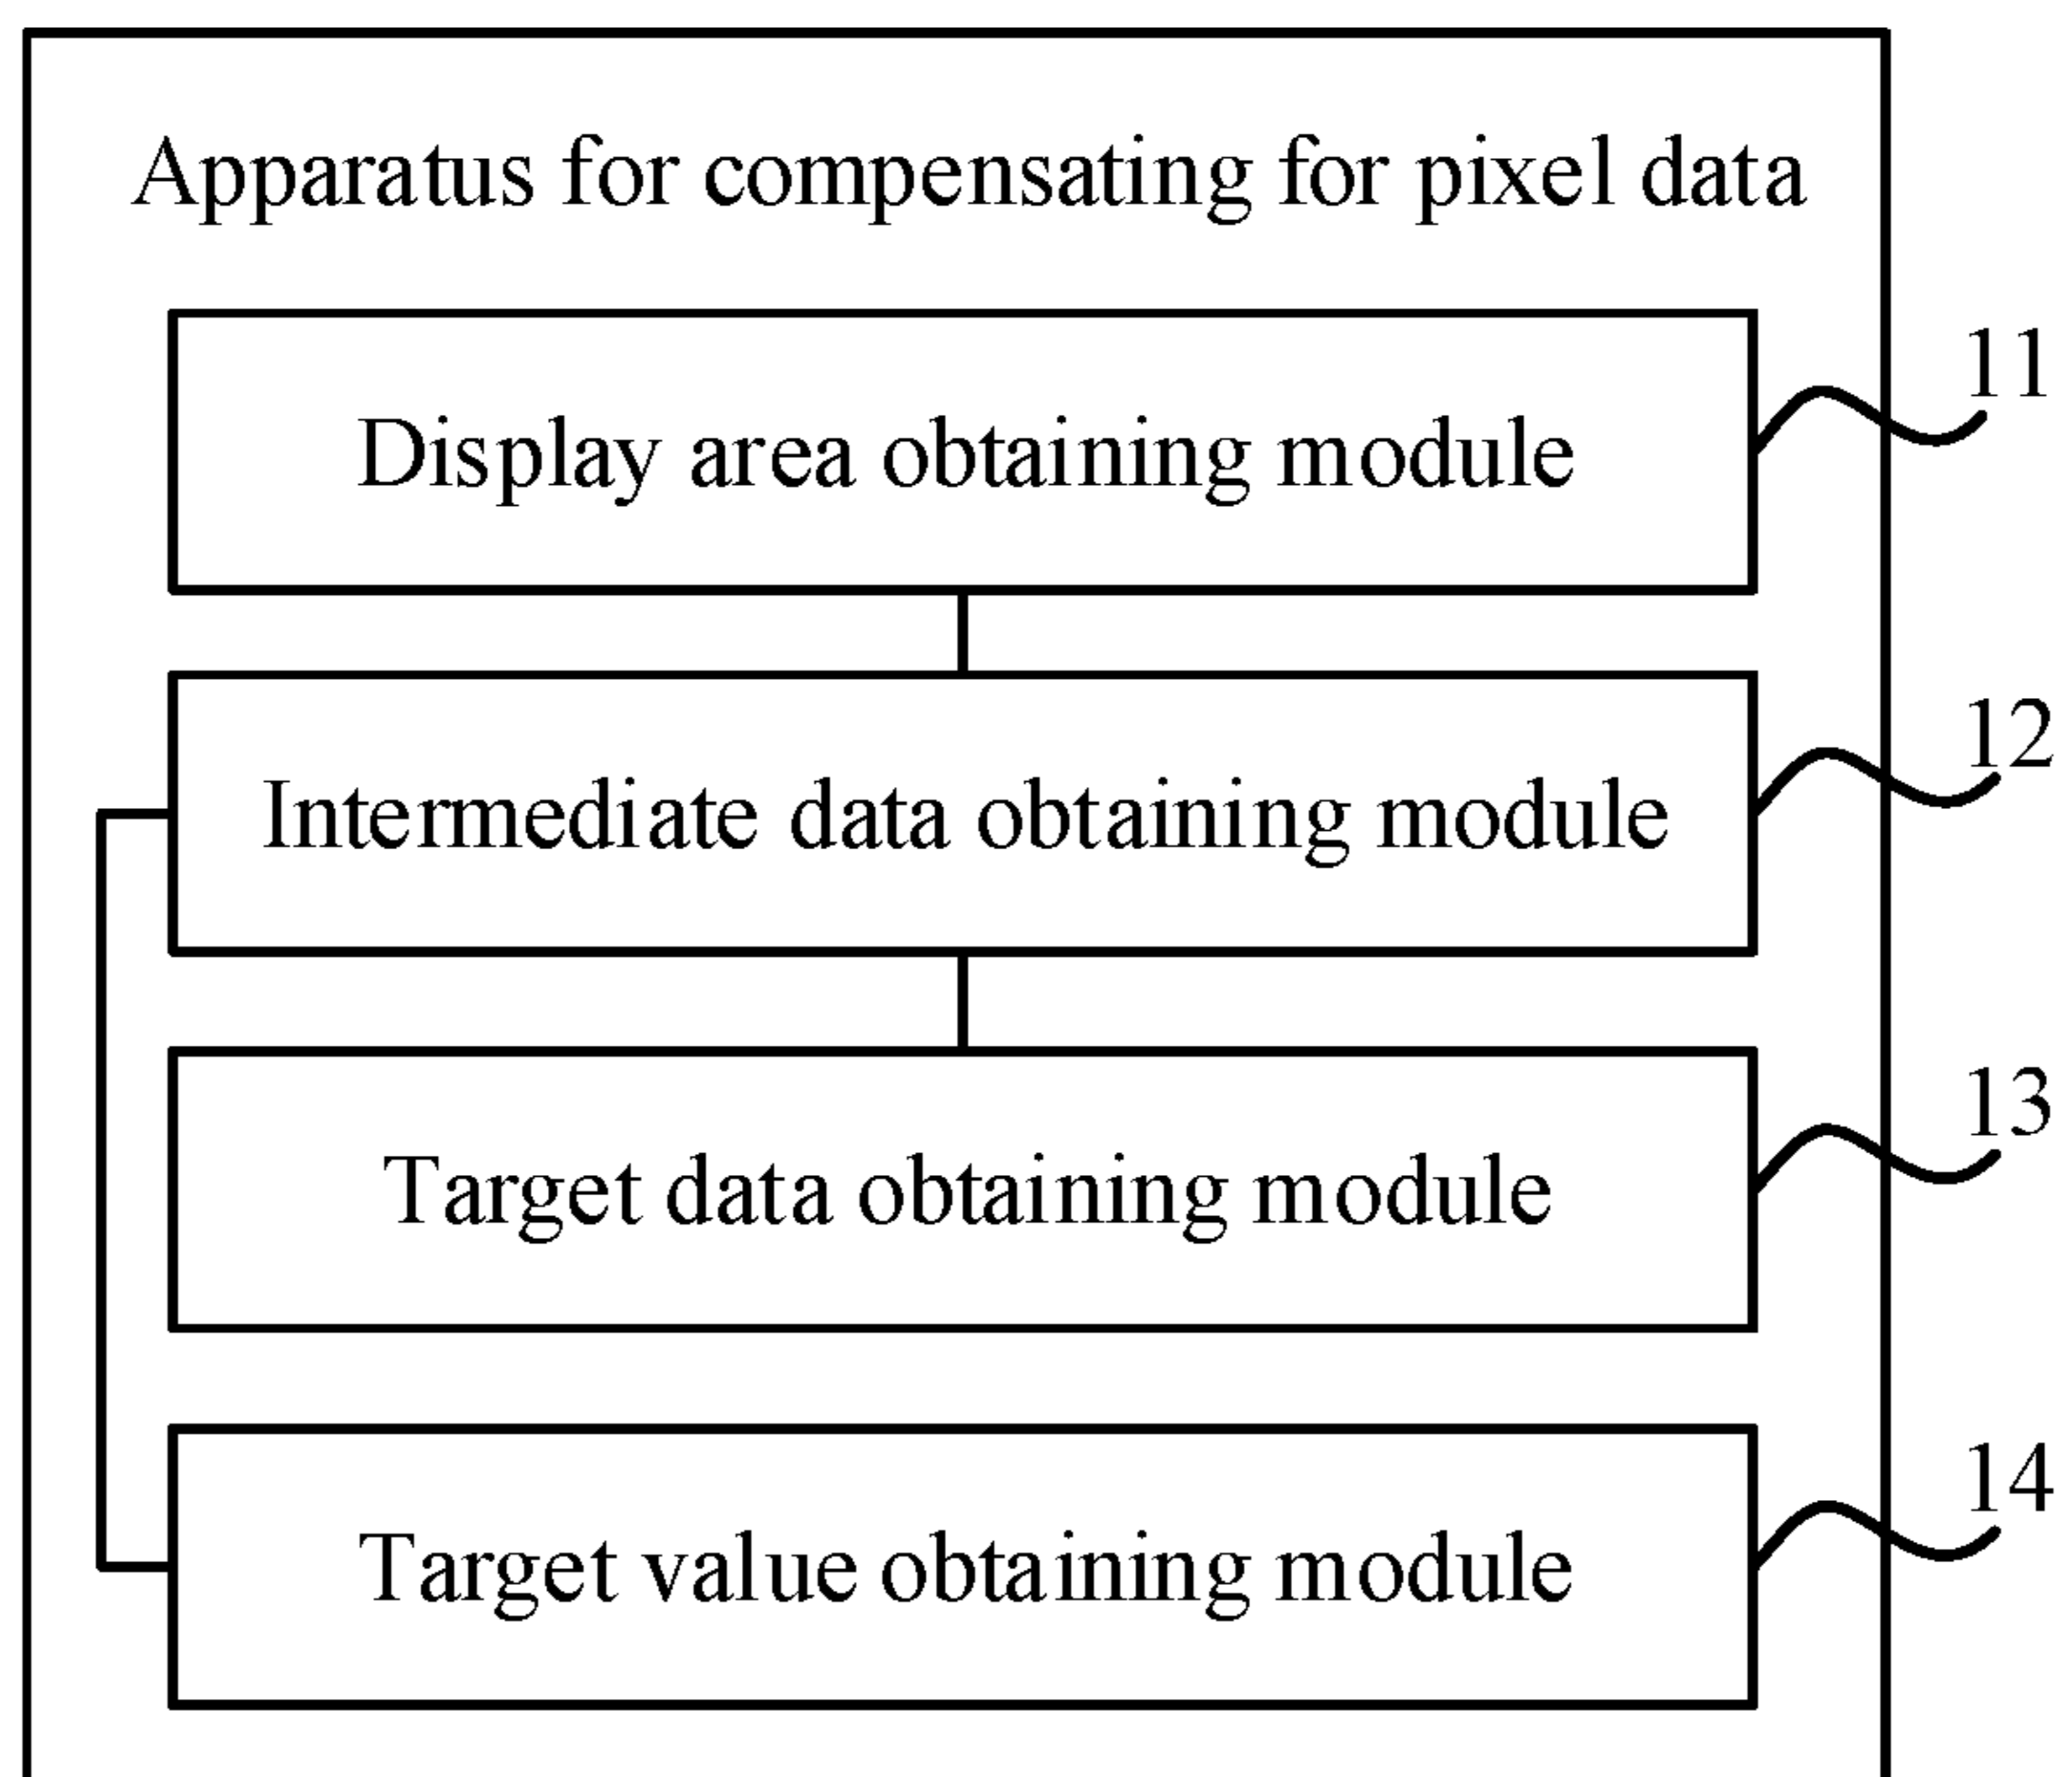 Apparatus for compensating for pixel data
11
Display area obtaining module
12
Intermediate data obtaining module
13
Target data obtaining module
14
Target value obtaining module